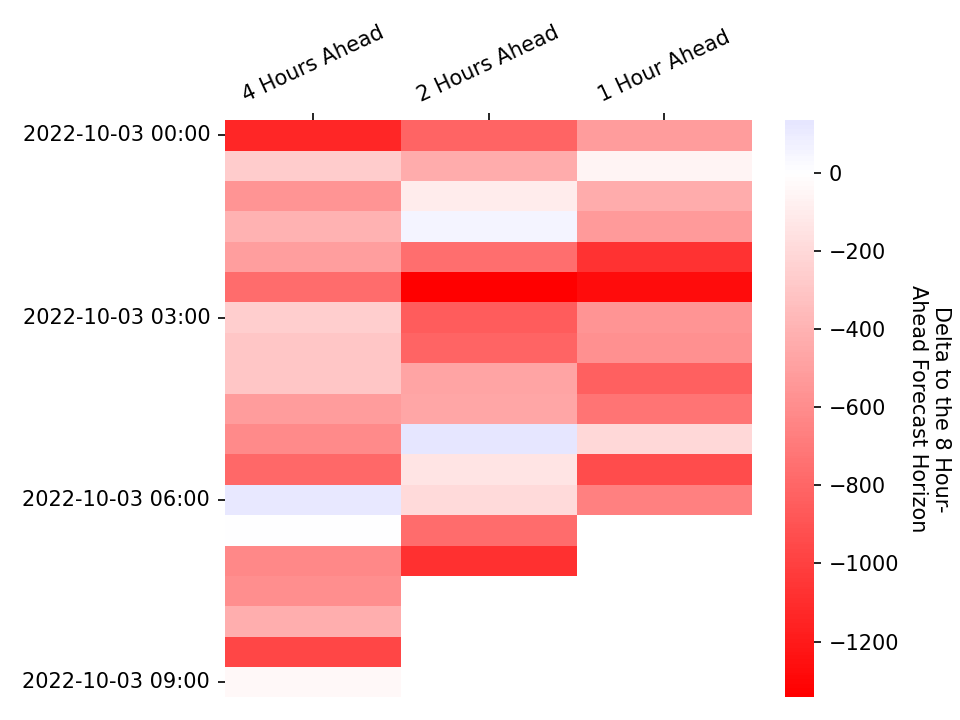 4 Hours Ahead
2 Hours Ahead
1 Hour Ahead
2022-10-03 00:00
2022-10-03 03:00
2022-10-03 06:00
2022-10-03 09:00
0
−200
−400
−600
−800
−1000
−1200
Delta to the 8 Hour-
Ahead Forecast Horizon